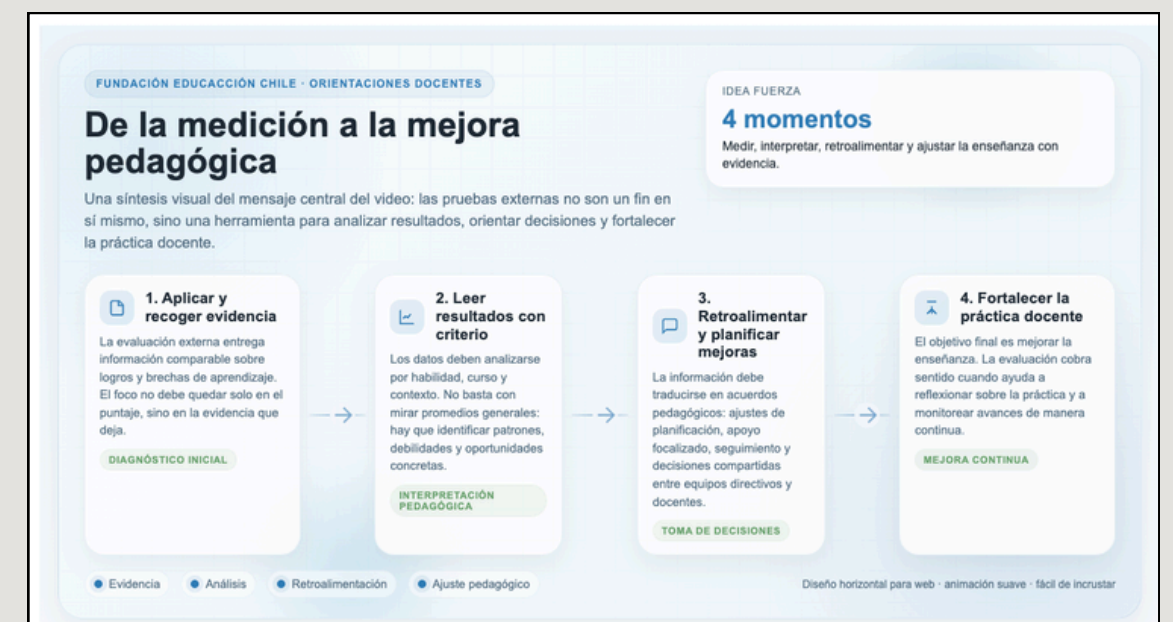 FUNDACIÓN EDUCACCIÓN CHILE · ORIENTACIONES DOCENTES
De la medición a la mejora
pedagógica
Una síntesis visual del mensaje central del video: las pruebas externas no son un fin en
sí mismo, sino una herramienta para analizar resultados, orientar decisiones y fortalecer
la práctica docente.
IDEA FUERZA
4 momentos
Medir, interpretar, retroalimentar y ajustar la enseñanza con
evidencia.
1. Aplicar y
recoger evidencia
La evaluación externa entrega
información comparable sobre
logros y brechas de aprendizaje.
El foco no debe quedar solo en el
puntaje, sino en la evidencia que
deja.
DIAGNÓSTICO INICIAL
2. Leer
resultados con
criterio
Los datos deben analizarse
por habilidad, curso y
contexto. No basta con
mirar promedios generales:
hay que identificar patrones,
debilidades y oportunidades
concretas.
INTERPRETACIÓN
PEDAGÓGICA
3.
Retroalimentar
y planificar
mejoras
La información debe
traducirse en acuerdos
pedagógicos: ajustes de
planificación, apoyo
focalizado, seguimiento y
decisiones compartidas
entre equipos directivos y
docentes.
TOMA DE DECISIONES
4. Fortalecer la
práctica docente
El objetivo final es mejorar la
enseñanza. La evaluación cobra
sentido cuando ayuda a
reflexionar sobre la práctica y a
monitorear avances de manera
continua.
MEJORA CONTINUA
Evidencia
Análisis
Retroalimentación
Ajuste pedagógico
Diseño horizontal para web · animación suave · fácil de incrustar